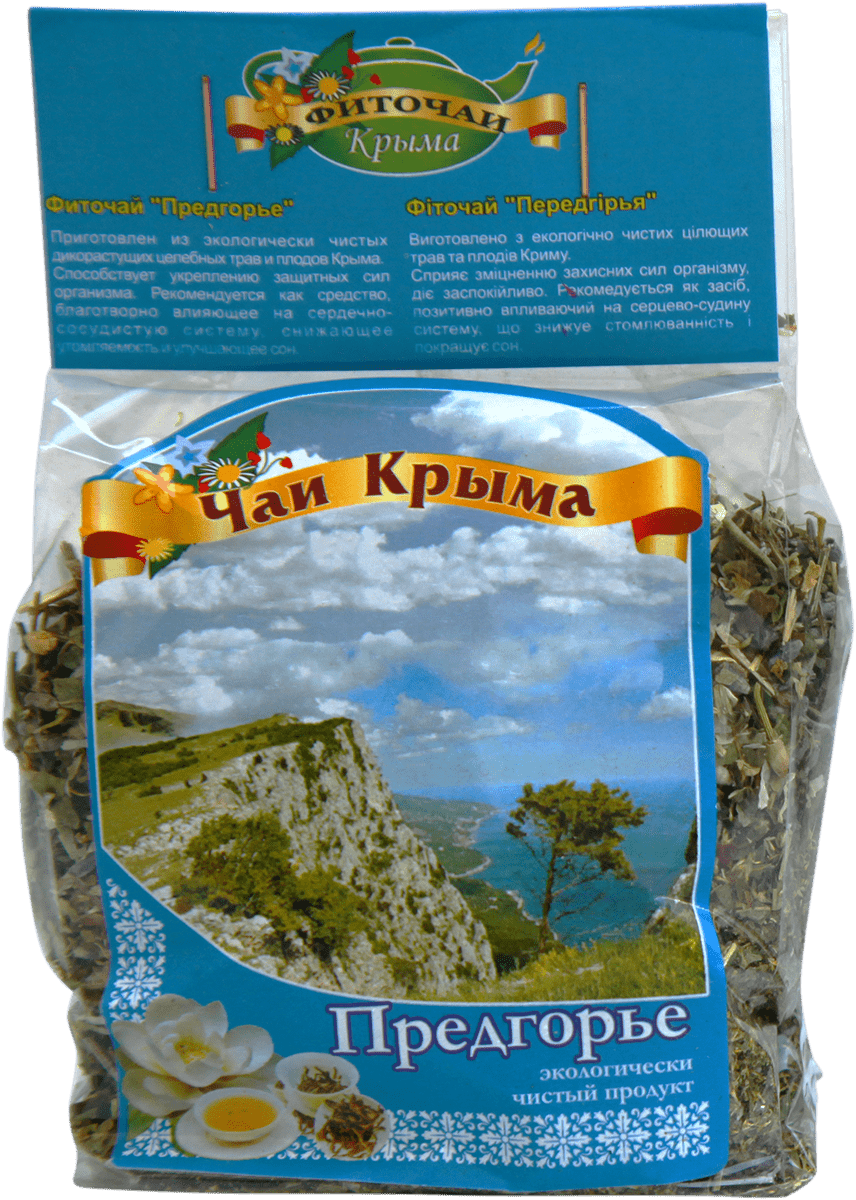 ФИТОЧАИ
Крыма
Фиточай "Предгорье"
Приготовлен из экологически чистых
дикорастущих целебных трав и плодов Крыма.
Способствует укреплению защитных сил
организма. Рекомендуется как средство,
благотворно влияющее на сердечно-
сосудистую систему, снижающее
утомляемость и улучшающее сон.
Фіточай "Передгір'я"
Виготовлено з екологічно чистих цілющих
трав та плодів Криму.
Сприяє зміцненню захисних сил організму,
діє заспокійливо. Рекомедується як засіб,
позитивно впливаючий на серцево-судину
систему, що знижує стомлюванність і
покращує сон.
Чаи Крыма
Предгорье
экологически
чистый продукт